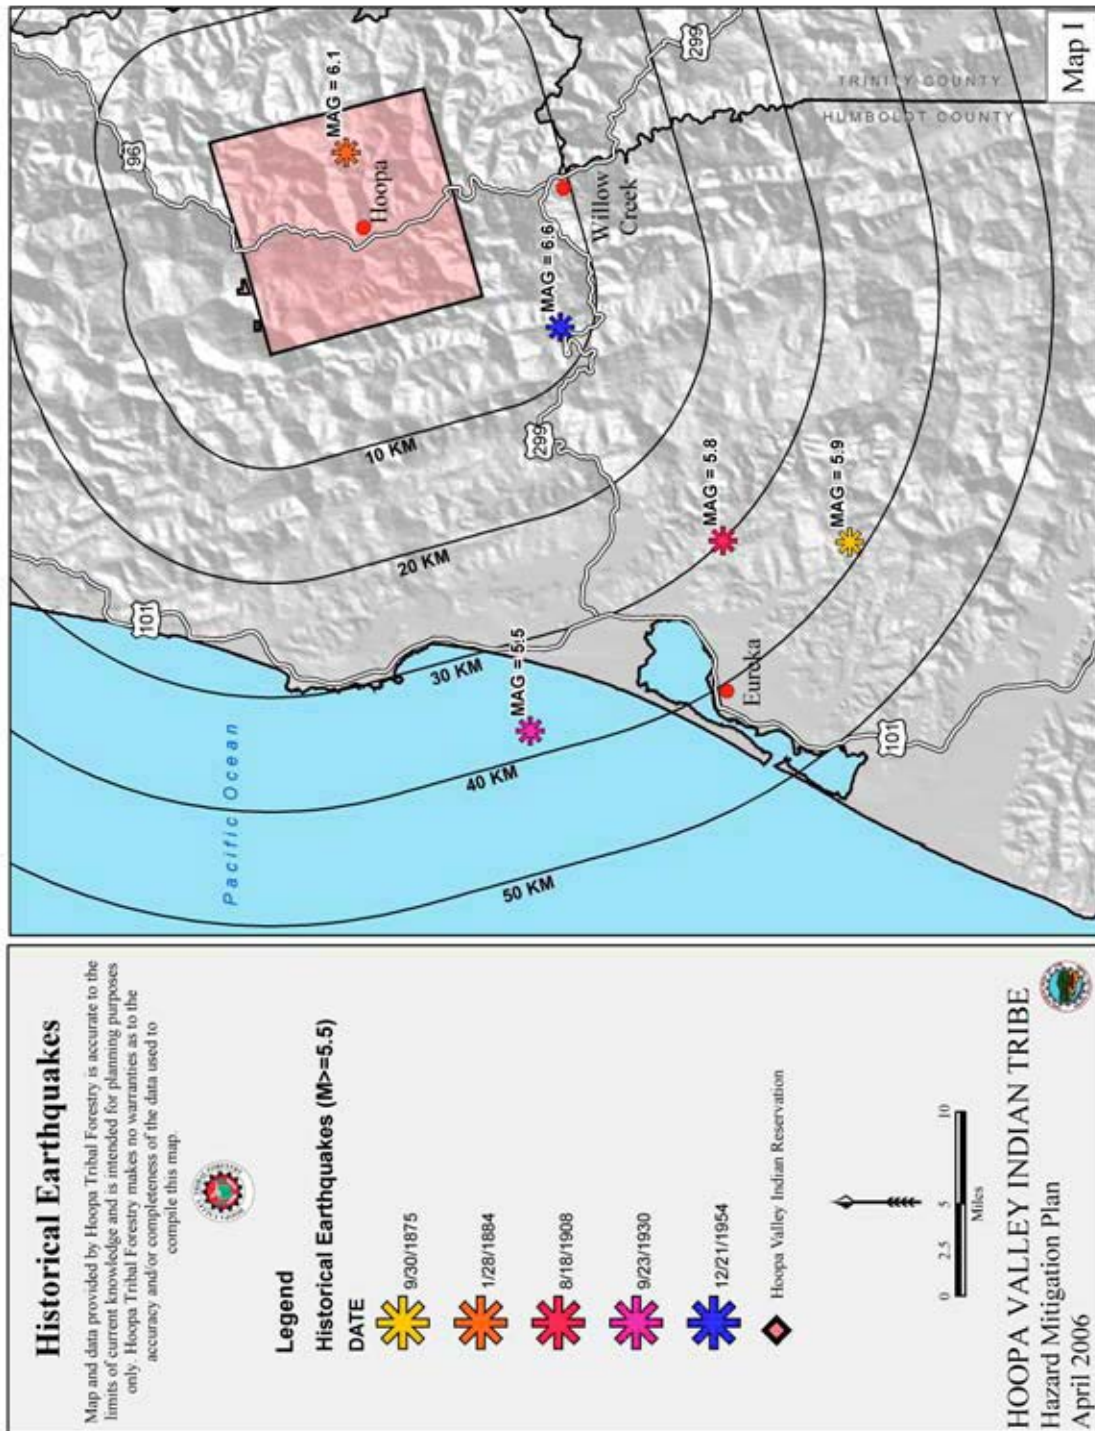 Historical Earthquakes
Map and data provided by Hoopa Tribal Forestry is accurate to the
limits of current knowledge and is intended for planning purposes
only. Hoopa Tribal Forestry makes no warranties as to the
accuracy and/or completeness of the data used to
compile this map.
Legend
Historical Earthquakes (M>=5.5)
DATE
9/30/1875
1/28/1884
8/18/1908
9/23/1930
12/21/1954
Hoopa Valley Indian Reservation
0 2.5 5 10
Miles
HOOPA VALLEY INDIAN TRIBE
Hazard Mitigation Plan
April 2006
Pacific Ocean
50 KM
40 KM
30 KM
20 KM
10 KM
101
96
MAG = 6.1
Hoopa
MAG = 5.5
299
MAG = 6.6
Willow
Creek
299
Eureka
MAG = 5.8
101
MAG = 5.9
TRINITY COUNTY
HUMBOLDT COUNTY
Map 1